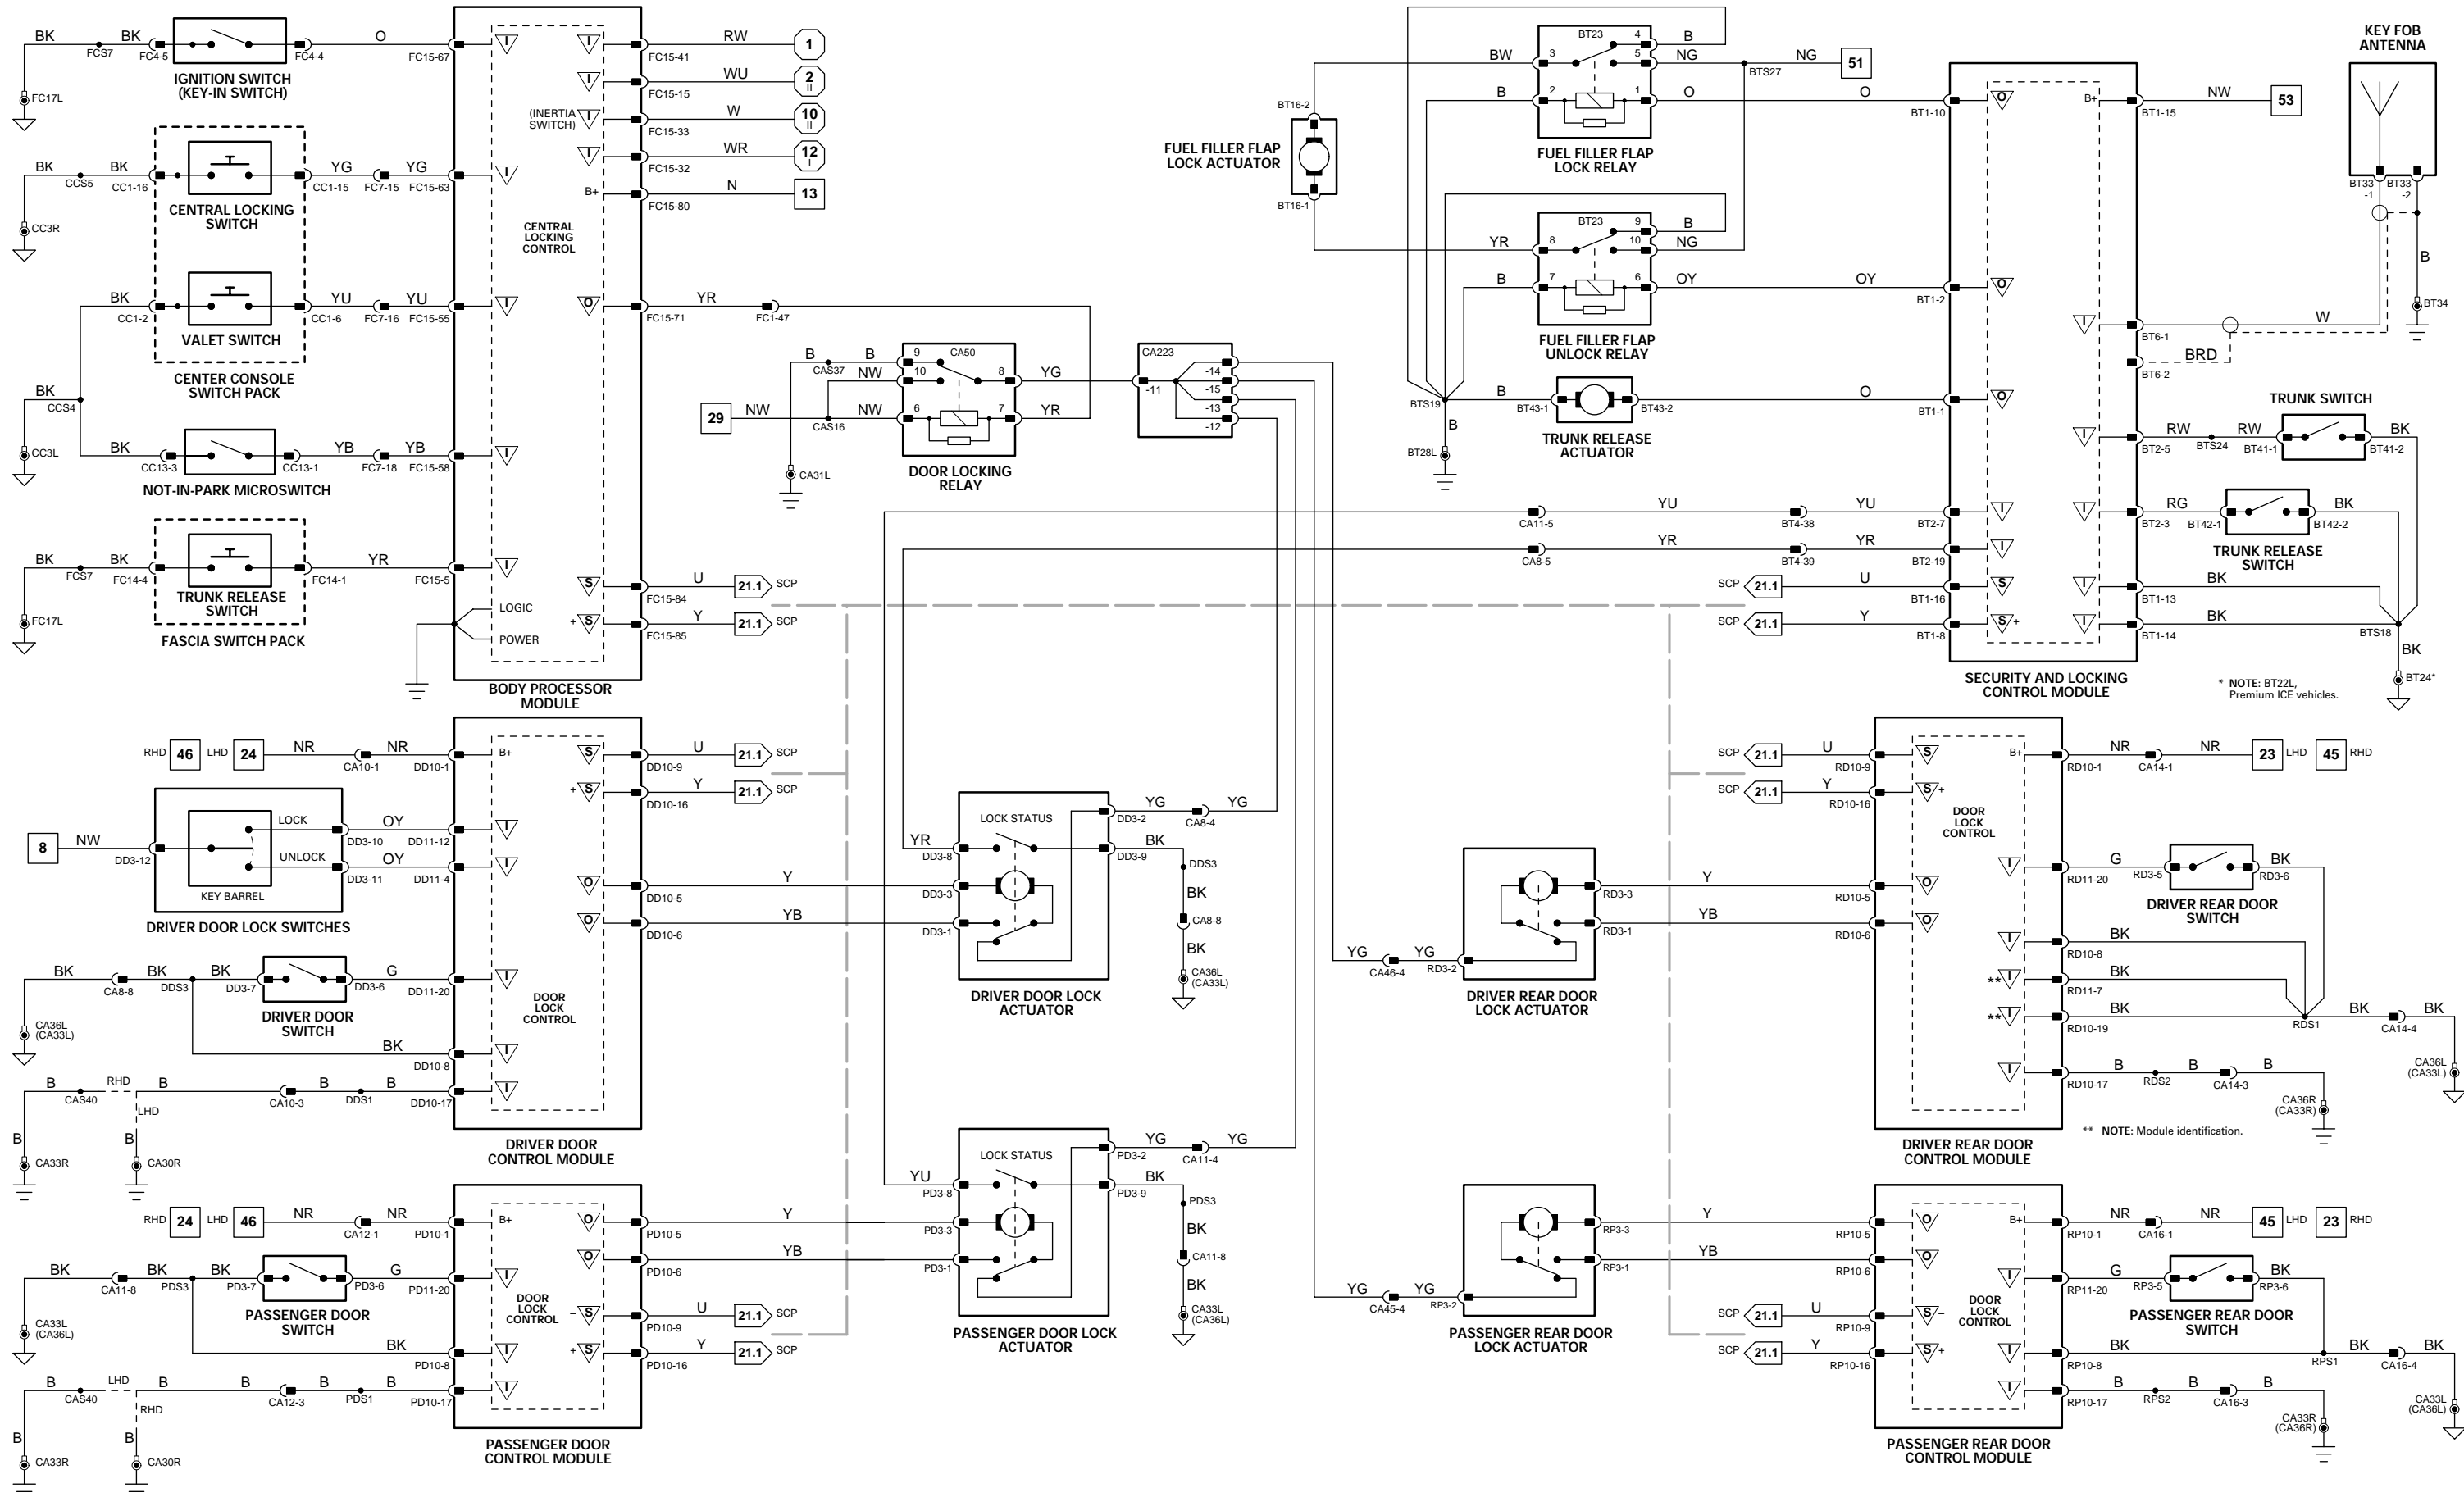 BK
FCS7
BK
FC4-5
FC4-4
O
FC15-67
IGNITION SWITCH
(KEY-IN SWITCH)
FC17L
BK
CCS5
BK
CC1-16
CC1-15
YG
FC7-15
YG
FC15-63
CENTRAL LOCKING
SWITCH
CC3R
BK
CC1-2
CC1-6
YU
FC7-16
YU
FC15-55
VALET SWITCH
CENTER CONSOLE
SWITCH PACK
BK
CCS4
CC3L
BK
CC13-3
CC13-1
YB
FC7-18
YB
FC15-58
NOT-IN-PARK MICROSWITCH
BK
FCS7
BK
FC14-4
FC14-1
YR
FC15-5
TRUNK RELEASE
SWITCH
FC17L
FASCIA SWITCH PACK
I
I
I
I
I
I
I
(INERTIA
SWITCH)
I
I
B+
CENTRAL
LOCKING
CONTROL
O
– S
+ S
LOGIC
POWER
BODY PROCESSOR
MODULE
FC15-41
RW
1
FC15-15
WU
2
II
FC15-33
W
10
II
FC15-32
WR
12
I
FC15-80
N
13
FC15-71
YR
FC1-47
FC15-84
U
21.1
SCP
FC15-85
Y
21.1
SCP
B
CAS37
B
NW
29
NW
CAS16
NW
9
CA50
10
8
6
7
YG
YR
CA31L
DOOR LOCKING
RELAY
CA223
-11
-14
-15
-13
-12
FUEL FILLER FLAP
LOCK ACTUATOR
BT16-2
BT16-1
BW
B
3
BT23
4
5
2
1
B
NG
BTS27
NG
51
O
O
BT1-10
FUEL FILLER FLAP
LOCK RELAY
YR
B
8
BT23
9
10
7
6
B
NG
OY
OY
BT1-2
FUEL FILLER FLAP
UNLOCK RELAY
BTS19
B
BT43-1
BT43-2
O
BT1-1
TRUNK RELEASE
ACTUATOR
B
BT28L
CA11-5
YU
BT4-38
YU
BT2-7
CA8-5
YR
BT4-39
YR
BT2-19
SCP
21.1
U
BT1-16
SCP
21.1
Y
BT1-8
O
O
O
I
I
S –
S +
B+
I
I
I
I
I
SECURITY AND LOCKING
CONTROL MODULE
BT1-15
NW
53
KEY FOB
ANTENNA
BT33
-1
BT33
-2
B
BT34
BT6-1
W
BT6-2
BRD
TRUNK SWITCH
BT2-5
RW
BTS24
RW
BT41-1
BT41-2
BK
BT2-3
RG
BT42-1
BT42-2
BK
TRUNK RELEASE
SWITCH
BT1-13
BK
BT1-14
BK
BTS18
BK
BT24*
* NOTE: BT22L,
Premium ICE vehicles.
RHD
46
LHD
24
NR
CA10-1
NR
DD10-1
8
NW
DD3-12
LOCK
UNLOCK
KEY BARREL
DD3-10
OY
DD11-12
DD3-11
OY
DD11-4
DRIVER DOOR LOCK SWITCHES
BK
CA8-8
BK
DDS3
BK
DD3-7
DD3-6
G
DD11-20
DRIVER DOOR
SWITCH
CA36L
(CA33L)
BK
DD10-8
B
CAS40
RHD
LHD
B
CA10-3
B
DDS1
B
DD10-17
B
CA33R
B
CA30R
B+
I
I
I
I
I
– S
+ S
O
O
DOOR
LOCK
CONTROL
DRIVER DOOR
CONTROL MODULE
DD10-9
U
21.1
SCP
DD10-16
Y
21.1
SCP
DD10-5
Y
DD10-6
YB
LOCK STATUS
YR
DD3-8
DD3-3
DD3-1
DD3-2
YG
CA8-4
YG
DD3-9
BK
DDS3
BK
CA8-8
BK
CA36L
(CA33L)
DRIVER DOOR LOCK
ACTUATOR
RHD
24
LHD
46
NR
CA12-1
NR
PD10-1
BK
CA11-8
BK
PDS3
BK
PD3-7
PD3-6
G
PD11-20
PASSENGER DOOR
SWITCH
CA33L
(CA36L)
BK
PD10-8
B
CAS40
LHD
RHD
B
B
CA12-3
B
PDS1
B
PD10-17
B
CA33R
B
CA30R
B+
I
I
I
O
O
DOOR
LOCK
CONTROL
– S
+ S
PASSENGER DOOR
CONTROL MODULE
PD10-5
Y
PD10-6
YB
PD10-9
U
21.1
SCP
PD10-16
Y
21.1
SCP
LOCK STATUS
YU
PD3-8
PD3-3
PD3-1
PD3-2
YG
CA11-4
YG
PD3-9
BK
PDS3
BK
CA11-8
BK
CA33L
(CA36L)
PASSENGER DOOR LOCK
ACTUATOR
YG
CA46-4
YG
RD3-2
RD3-3
RD3-1
Y
YB
DRIVER REAR DOOR
LOCK ACTUATOR
SCP
21.1
U
RD10-9
SCP
21.1
Y
RD10-16
RD10-5
RD10-6
S –
S +
O
O
DOOR
LOCK
CONTROL
B+
I
I
** I
** I
I
RD10-1
NR
CA14-1
NR
23
LHD
45
RHD
RD11-20
G
RD3-5
RD3-6
BK
DRIVER REAR DOOR
SWITCH
RD10-8
BK
RD11-7
BK
RD10-19
BK
RDS1
BK
CA14-4
BK
CA36L
(CA33L)
RD10-17
B
RDS2
B
CA14-3
B
CA36R
(CA33R)
** NOTE: Module identification.
DRIVER REAR DOOR
CONTROL MODULE
YG
CA45-4
YG
RP3-2
RP3-3
RP3-1
Y
YB
PASSENGER REAR DOOR
LOCK ACTUATOR
RP10-5
RP10-6
SCP
21.1
U
RP10-9
SCP
21.1
Y
RP10-16
O
O
S –
S +
DOOR
LOCK
CONTROL
B+
I
I
I
RP10-1
NR
CA16-1
NR
45
LHD
23
RHD
RP11-20
G
RP3-5
RP3-6
BK
PASSENGER REAR DOOR
SWITCH
RP10-8
BK
RPS1
BK
CA16-4
BK
CA33L
(CA36L)
RP10-17
B
RPS2
B
CA16-3
B
CA33R
(CA36R)
PASSENGER REAR DOOR
CONTROL MODULE